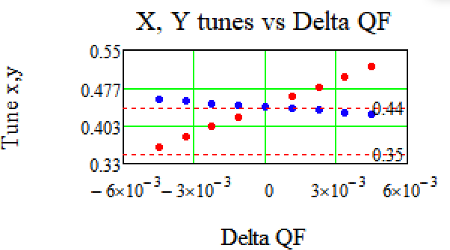 X, Y tunes vs Delta QF
Tune x,y
0.55
0.477
0.403
0.33
0.44
0.35
−6×10⁻³ −3×10⁻³ 0 3×10⁻³ 6×10⁻³
Delta QF